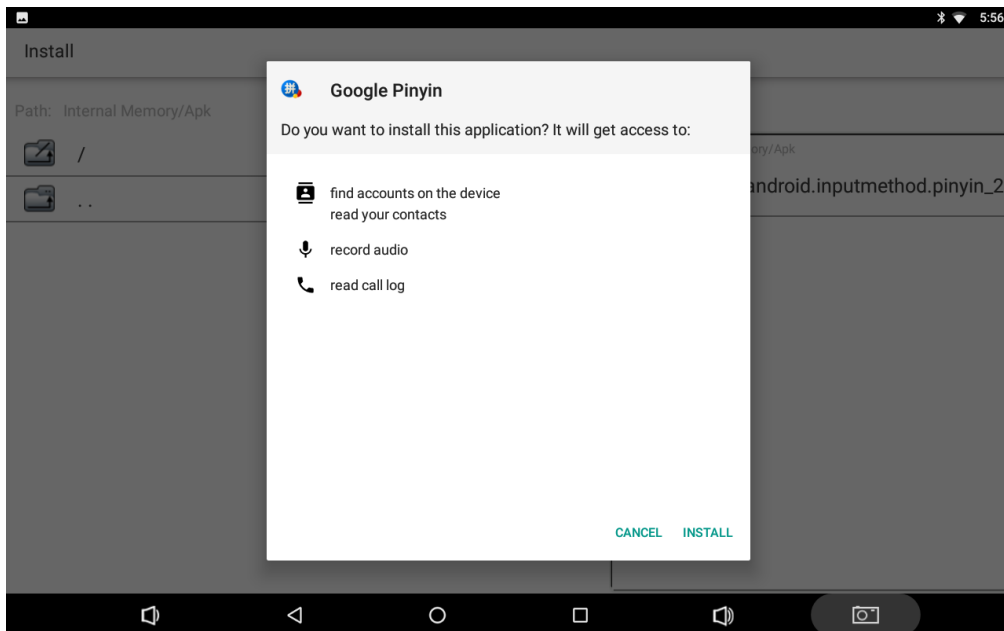 5:56
Install
Google Pinyin
Do you want to install this application? It will get access to:
Path: Internal Memory/Apk
/
. .
ory/Apk
android.inputmethod.pinyin_2
find accounts on the device
read your contacts
record audio
read call log
CANCEL INSTALL